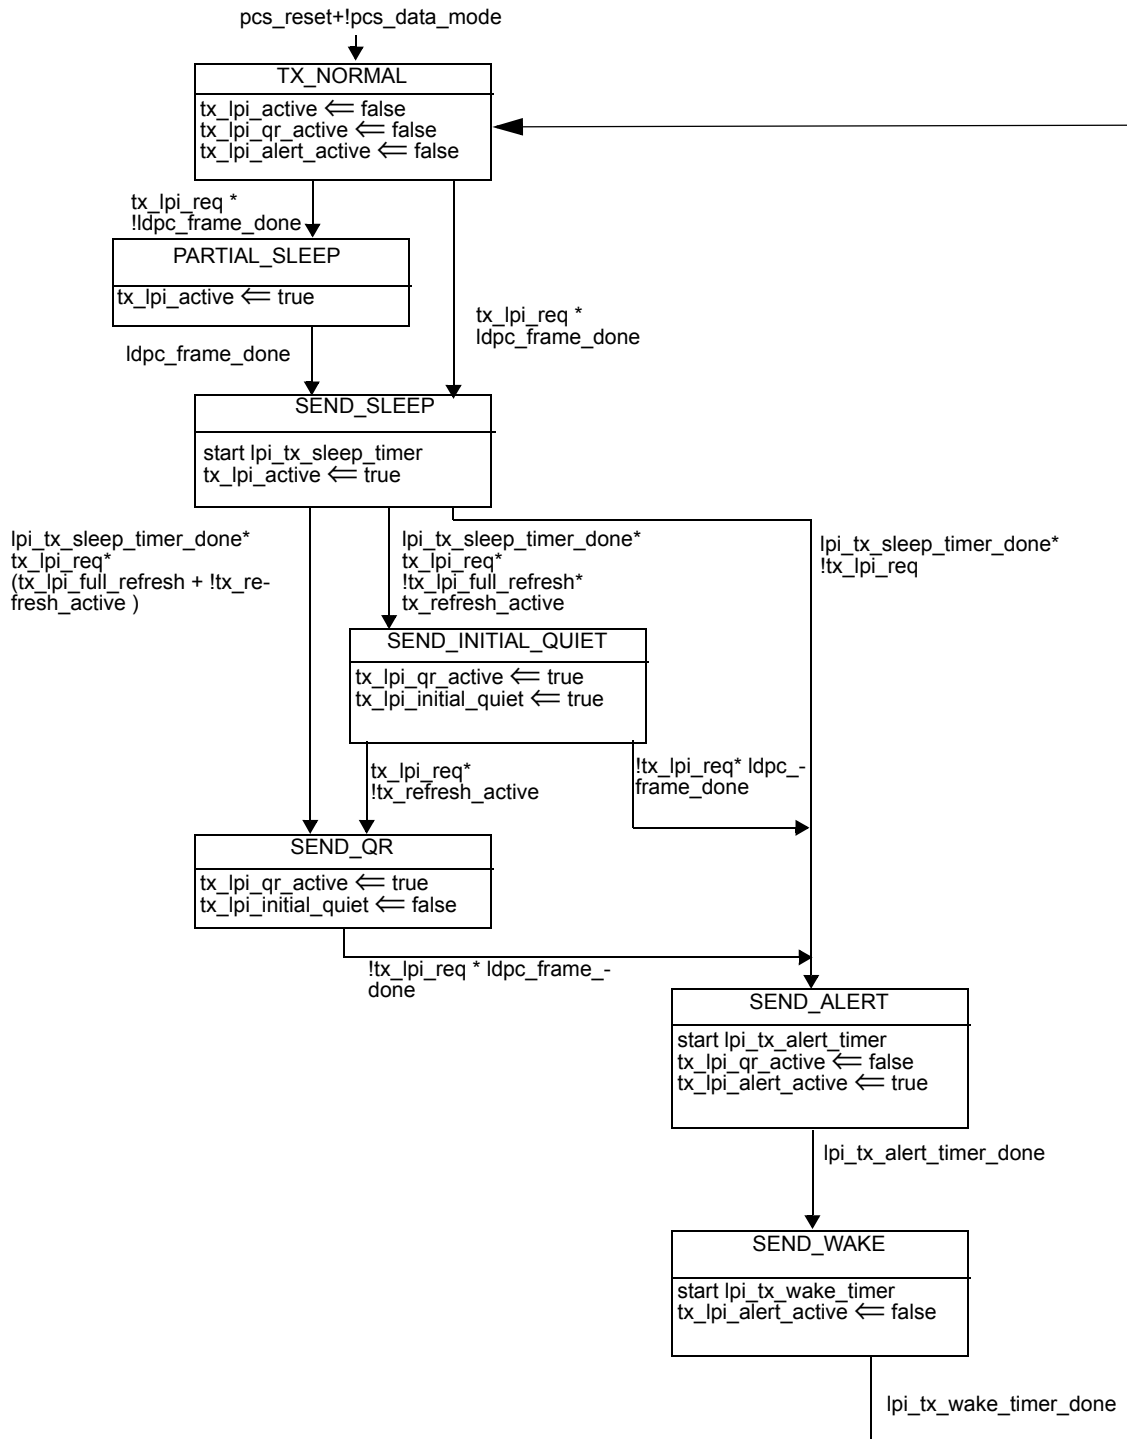 pcs_reset+!pcs_data_mode
TX_NORMAL
tx_lpi_active ⇐ false
tx_lpi_qr_active ⇐ false
tx_lpi_alert_active ⇐ false
tx_lpi_req *
!ldpc_frame_done
PARTIAL_SLEEP
tx_lpi_active ⇐ true
tx_lpi_req *
ldpc_frame_done
ldpc_frame_done
SEND_SLEEP
start lpi_tx_sleep_timer
tx_lpi_active ⇐ true
lpi_tx_sleep_timer_done*
tx_lpi_req*
(tx_lpi_full_refresh + !tx_re-
fresh_active )
lpi_tx_sleep_timer_done*
tx_lpi_req*
!tx_lpi_full_refresh*
tx_refresh_active
lpi_tx_sleep_timer_done*
!tx_lpi_req
SEND_INITIAL_QUIET
tx_lpi_qr_active ⇐ true
tx_lpi_initial_quiet ⇐ true
tx_lpi_req*
!tx_refresh_active
!tx_lpi_req* ldpc_-
frame_done
SEND_QR
tx_lpi_qr_active ⇐ true
tx_lpi_initial_quiet ⇐ false
!tx_lpi_req * ldpc_frame_-
done
SEND_ALERT
start lpi_tx_alert_timer
tx_lpi_qr_active ⇐ false
tx_lpi_alert_active ⇐ true
lpi_tx_alert_timer_done
SEND_WAKE
start lpi_tx_wake_timer
tx_lpi_alert_active ⇐ false
lpi_tx_wake_timer_done